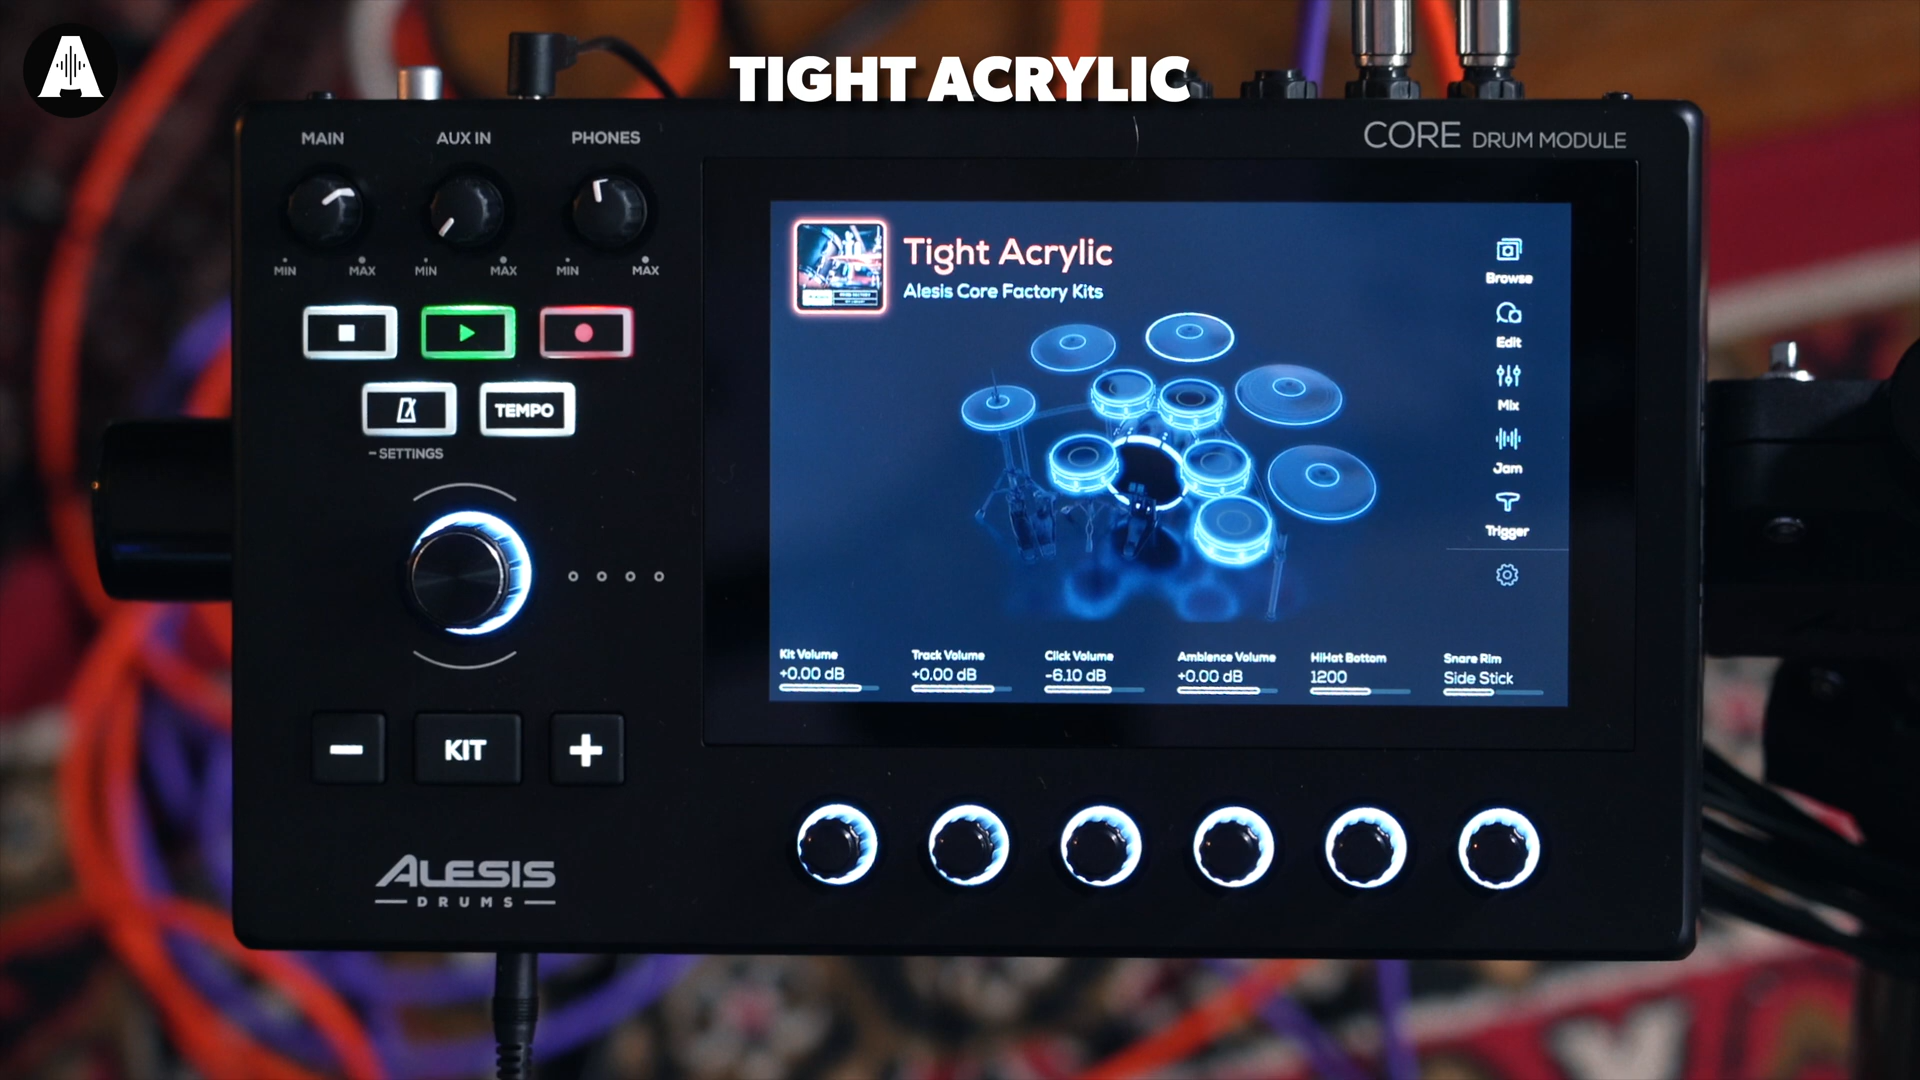 A
TIGHT ACRYLIC
MAIN
AUX IN
PHONES
CORE DRUM MODULE
MIN
MAX
MIN
MAX
MIN
MAX
Tight Acrylic
Alesis Core Factory Kits
Browse
Edit
Mix
Jam
Trigger
TEMPO
– SETTINGS
Kit Volume
+0.00 dB
Track Volume
+0.00 dB
Click Volume
-6.10 dB
Ambience Volume
+0.00 dB
HiHat Bottom
1200
Snare Rim
Side Stick
KIT
ALESIS
DRUMS